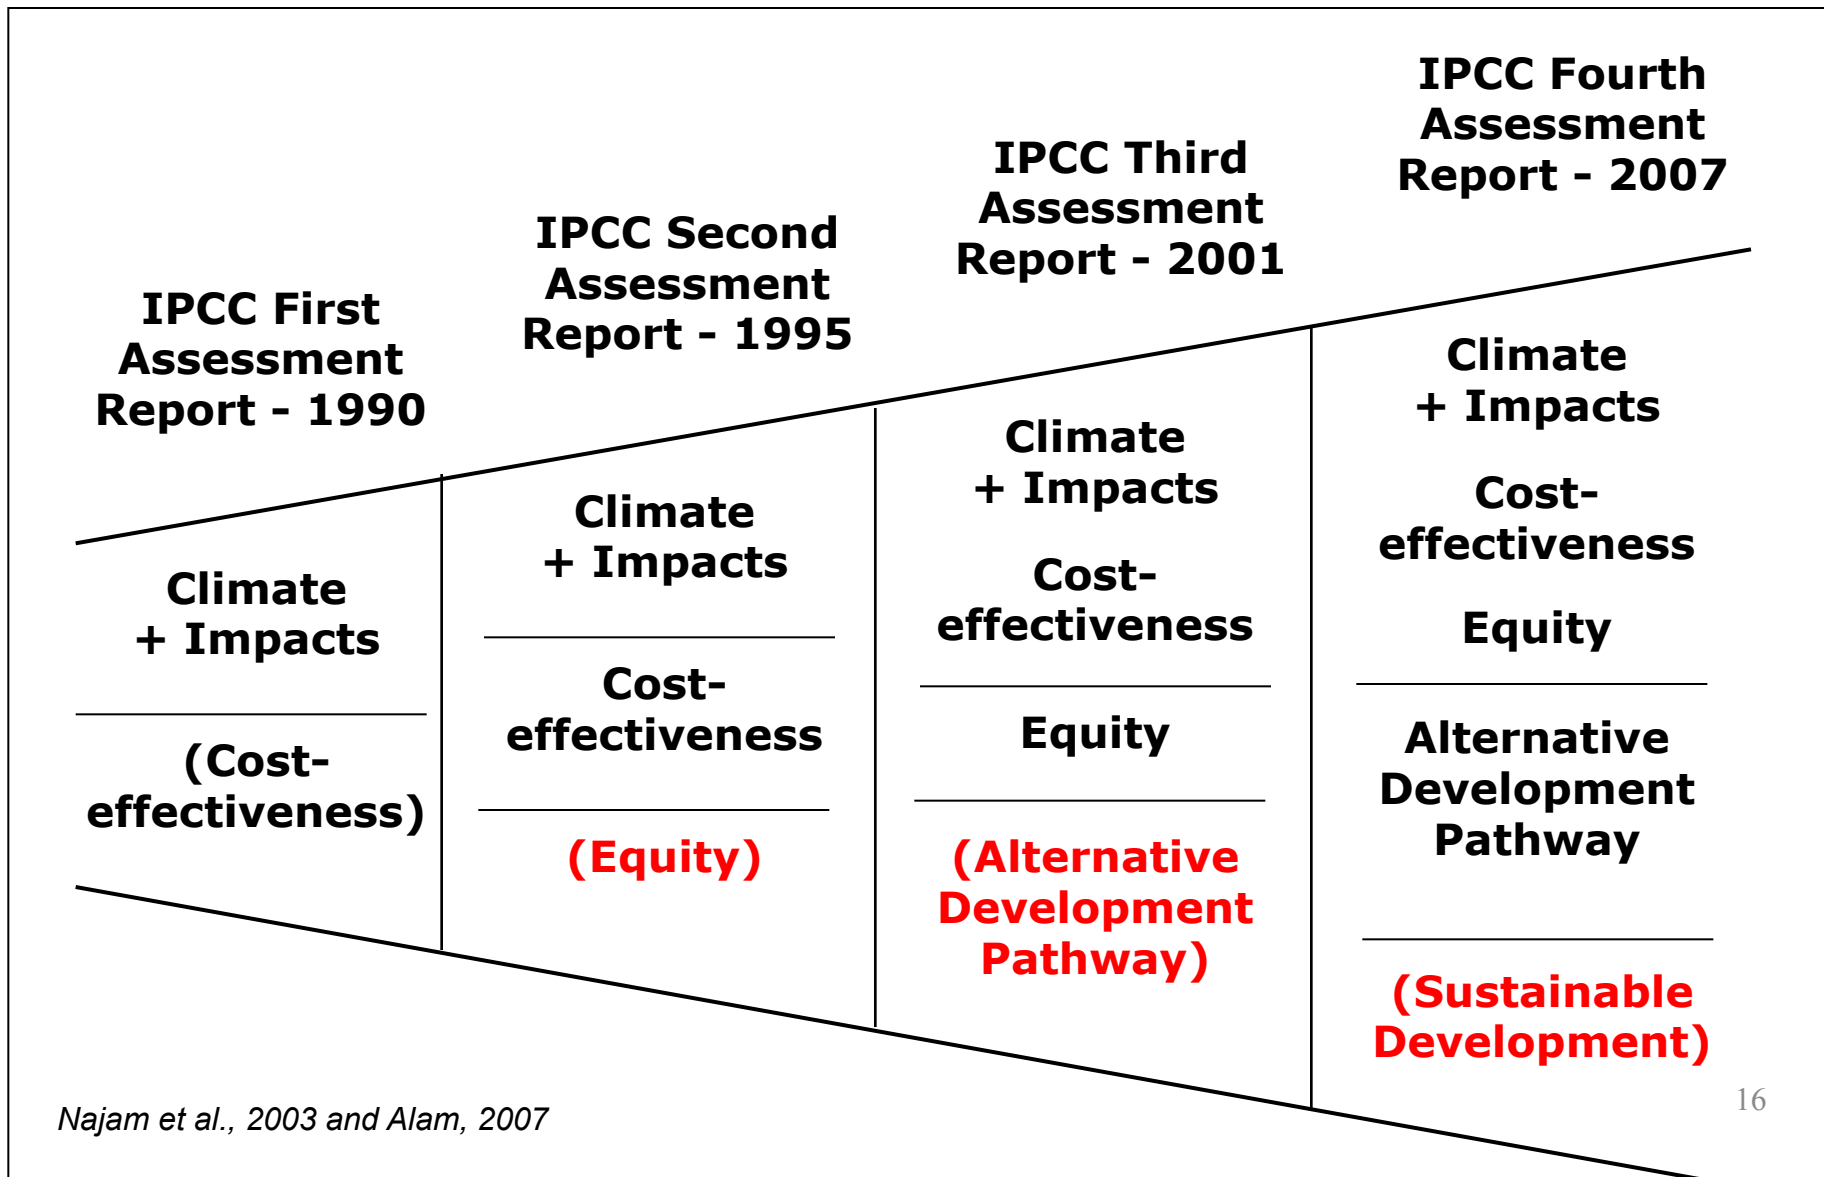 IPCC First
Assessment
Report - 1990
Climate
+ Impacts
(Cost-
effectiveness)
IPCC Second
Assessment
Report - 1995
Climate
+ Impacts
Cost-
effectiveness
(Equity)
IPCC Third
Assessment
Report - 2001
Climate
+ Impacts
Cost-
effectiveness
Equity
(Alternative
Development
Pathway)
IPCC Fourth
Assessment
Report - 2007
Climate
+ Impacts
Cost-
effectiveness
Equity
Alternative
Development
Pathway
(Sustainable
Development)
Najam et al., 2003 and Alam, 2007
16